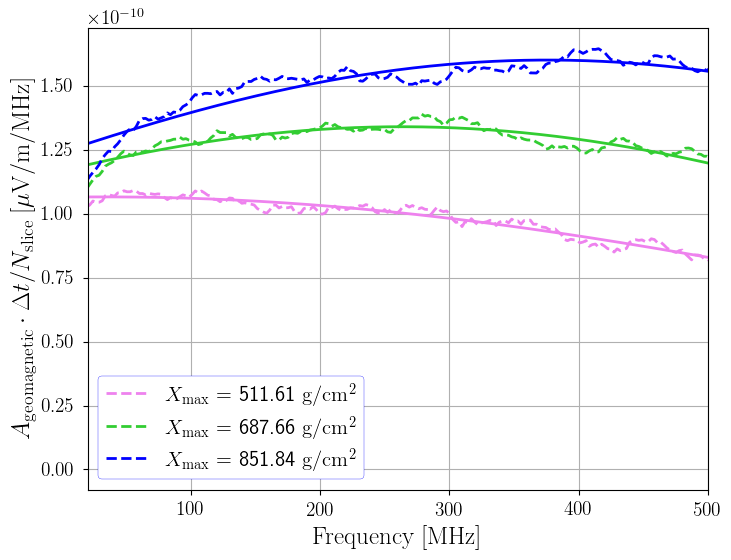 ×10⁻¹⁰
1.50
1.25
1.00
0.75
0.50
0.25
0.00
A_geomagnetic · Δt/N_slice [μV/m/MHz]
X_max = 511.61 g/cm²
X_max = 687.66 g/cm²
X_max = 851.84 g/cm²
100 200 300 400 500
Frequency [MHz]